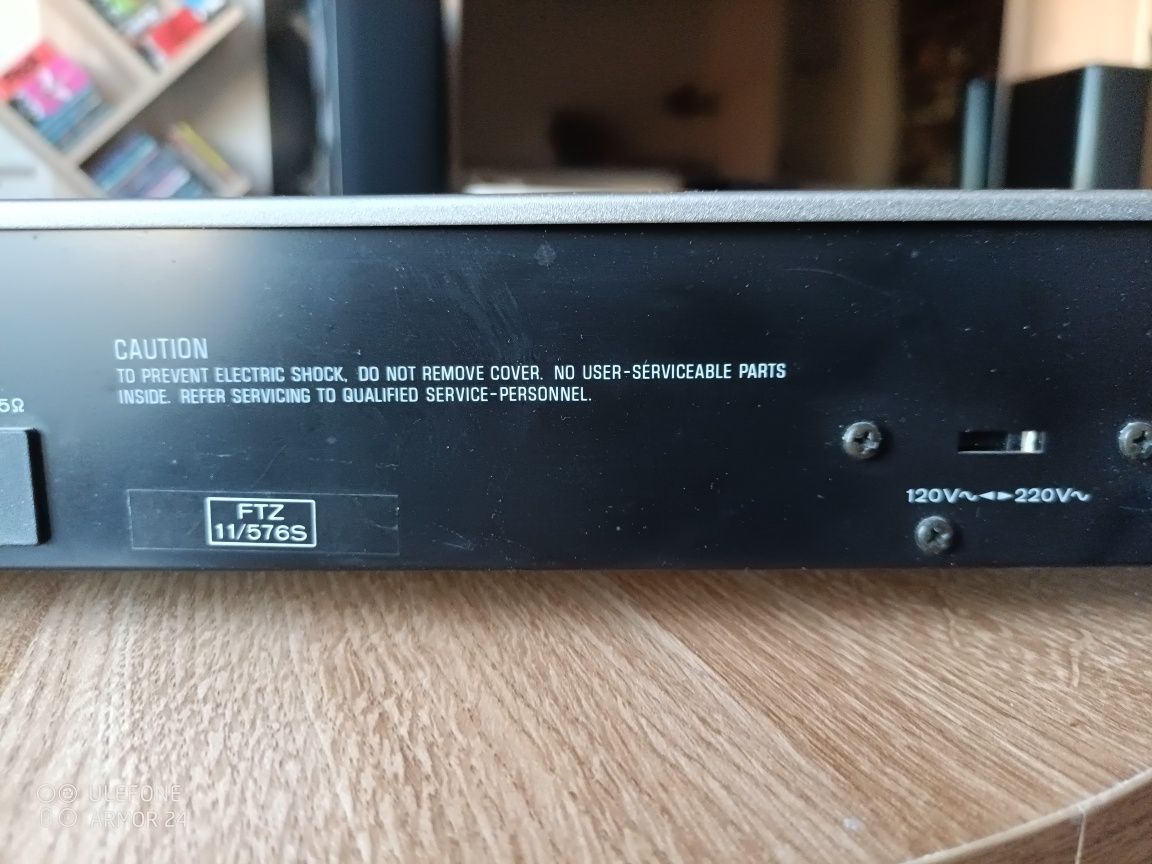 CAUTION
TO PREVENT ELECTRIC SHOCK, DO NOT REMOVE COVER. NO USER-SERVICEABLE PARTS
INSIDE. REFER SERVICING TO QUALIFIED SERVICE-PERSONNEL.
5Ω
FTZ
11/576S
120V~◄►220V~
ULEFONE
ARMOR 24